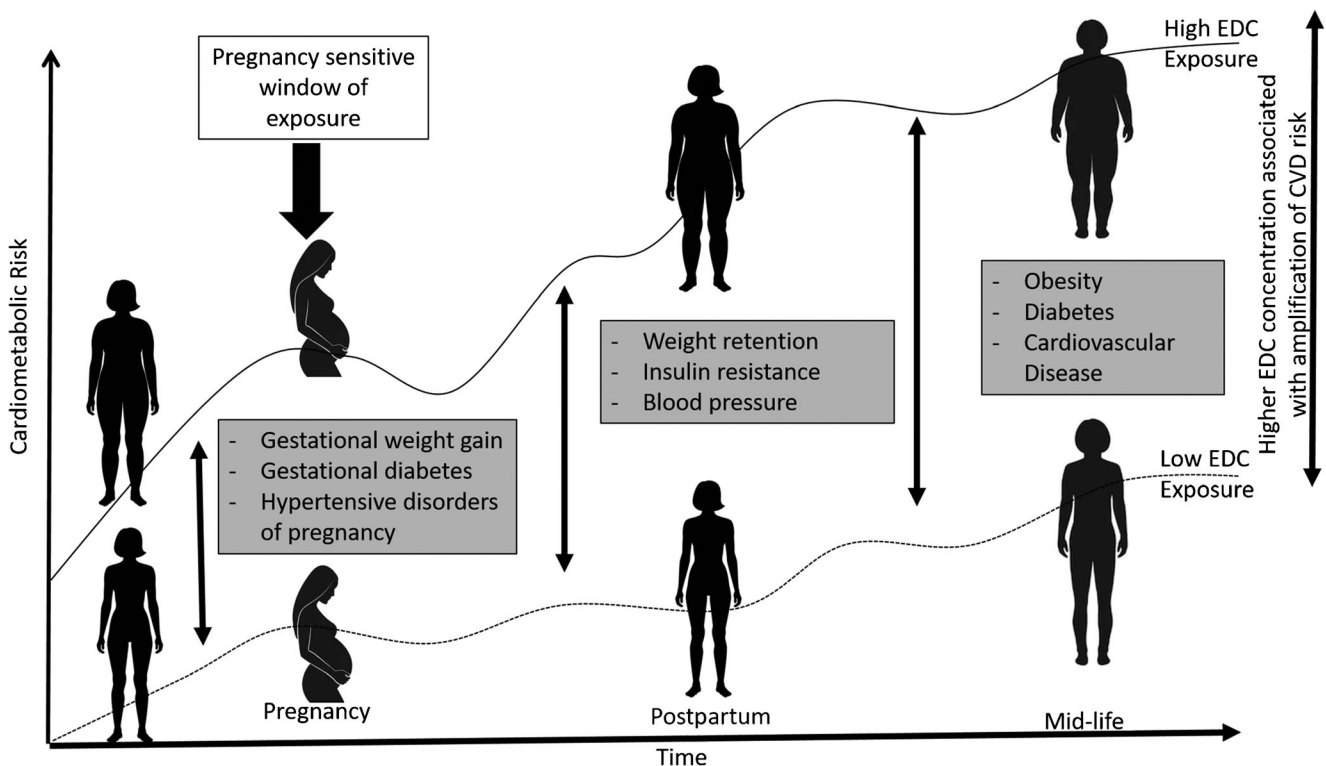 Pregnancy sensitive
window of
exposure
High EDC
Exposure
Cardiometabolic Risk
Higher EDC concentration associated
with amplification of CVD risk
- Gestational weight gain
- Gestational diabetes
- Hypertensive disorders
of pregnancy
- Weight retention
- Insulin resistance
- Blood pressure
- Obesity
- Diabetes
- Cardiovascular
Disease
Low EDC
Exposure
Pregnancy
Postpartum
Mid-life
Time